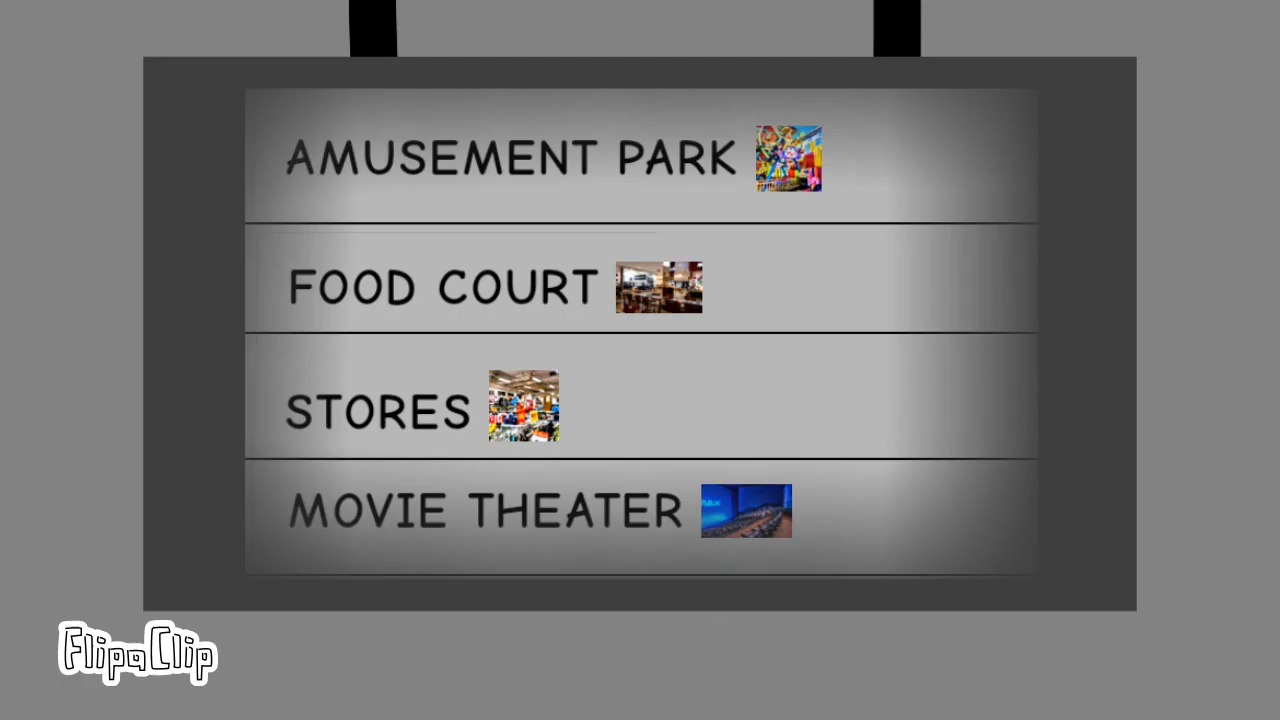 AMUSEMENT PARK
FOOD COURT
STORES
MOVIE THEATER
FlipaClip